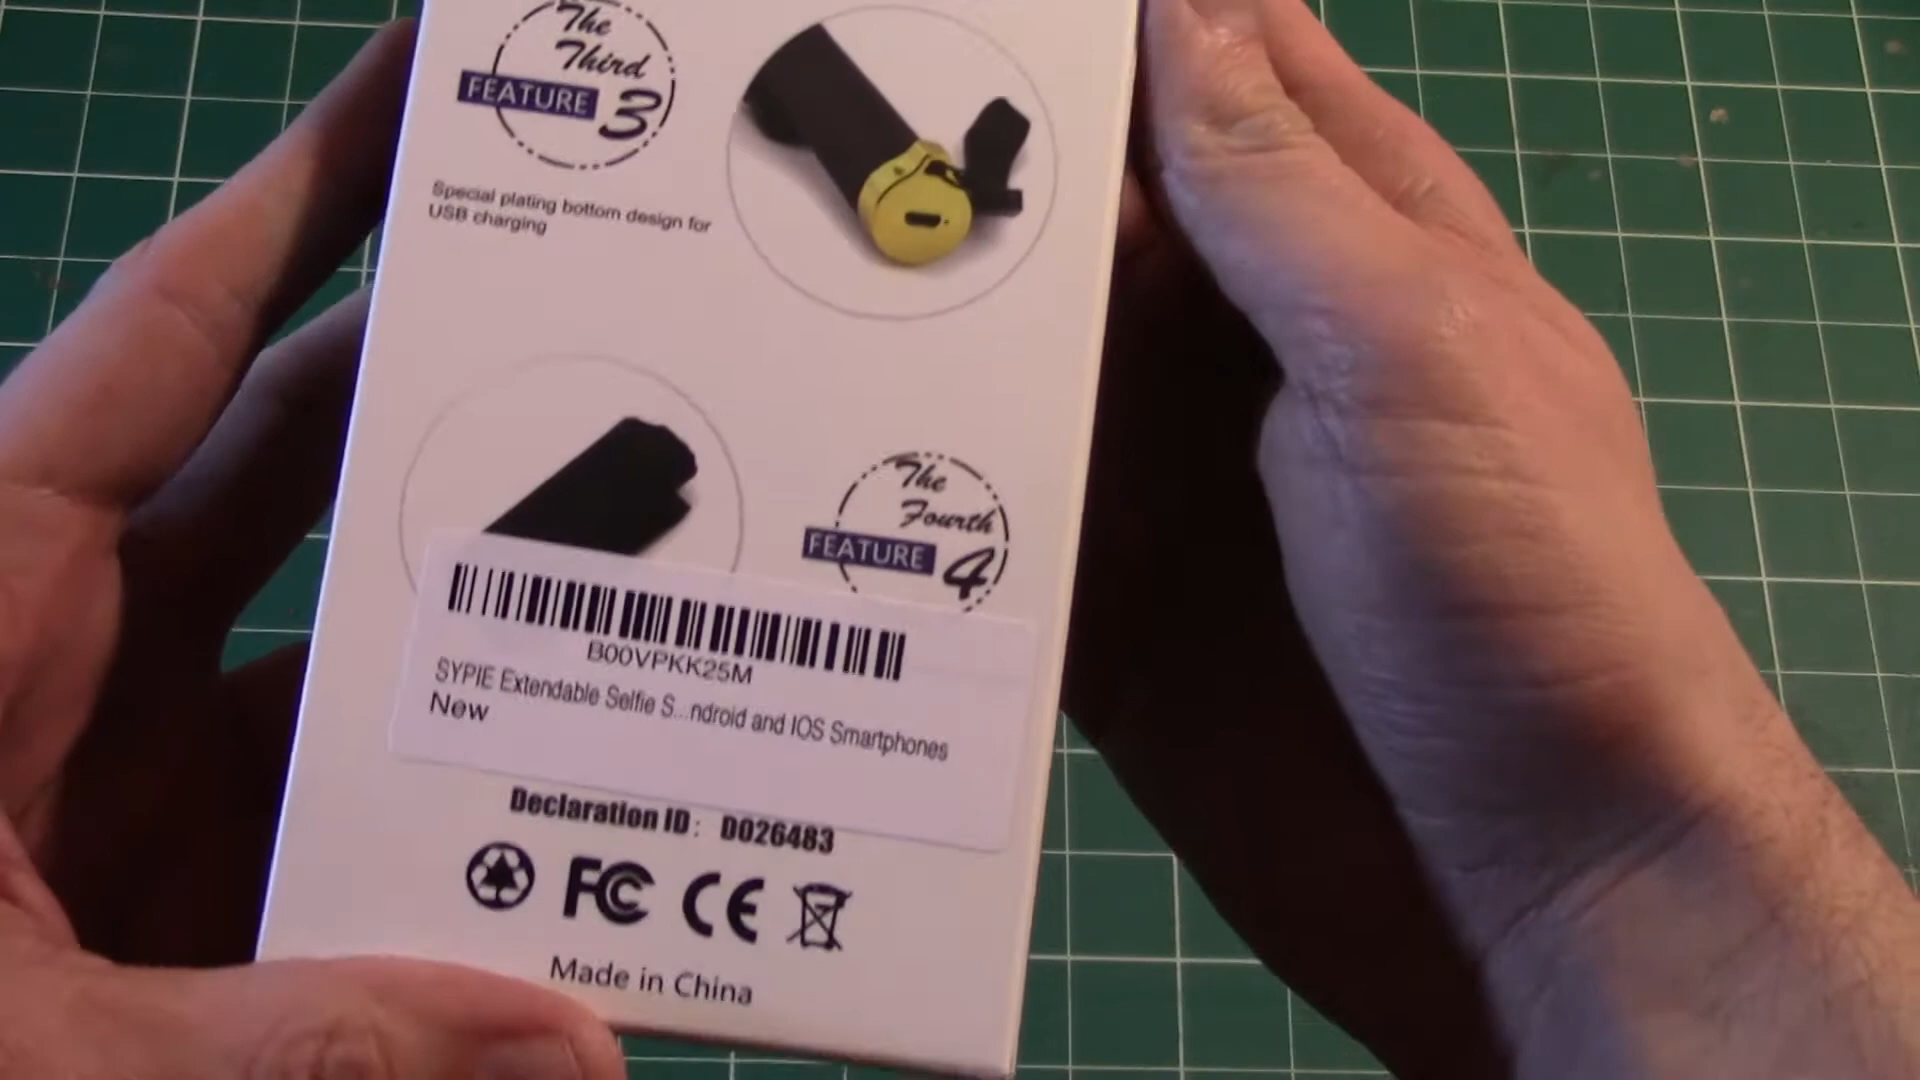 The
Third
FEATURE 3
Special plating bottom design for
USB charging
The
Fourth
FEATURE 4
B00VPKK25M
SYPIE Extendable Selfie S...ndroid and IOS Smartphones
New
Declaration ID: D026483
FC CE
Made in China